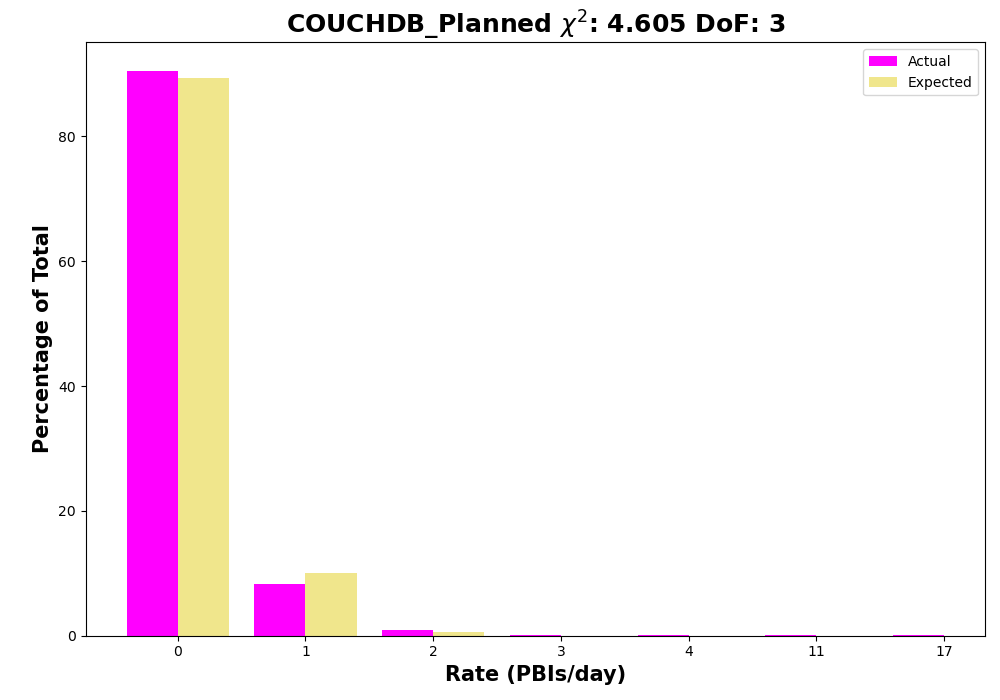 COUCHDB_Planned χ²: 4.605 DoF: 3
Actual
Expected
Percentage of Total
80
60
40
20
0
0 1 2 3 4 11 17
Rate (PBIs/day)